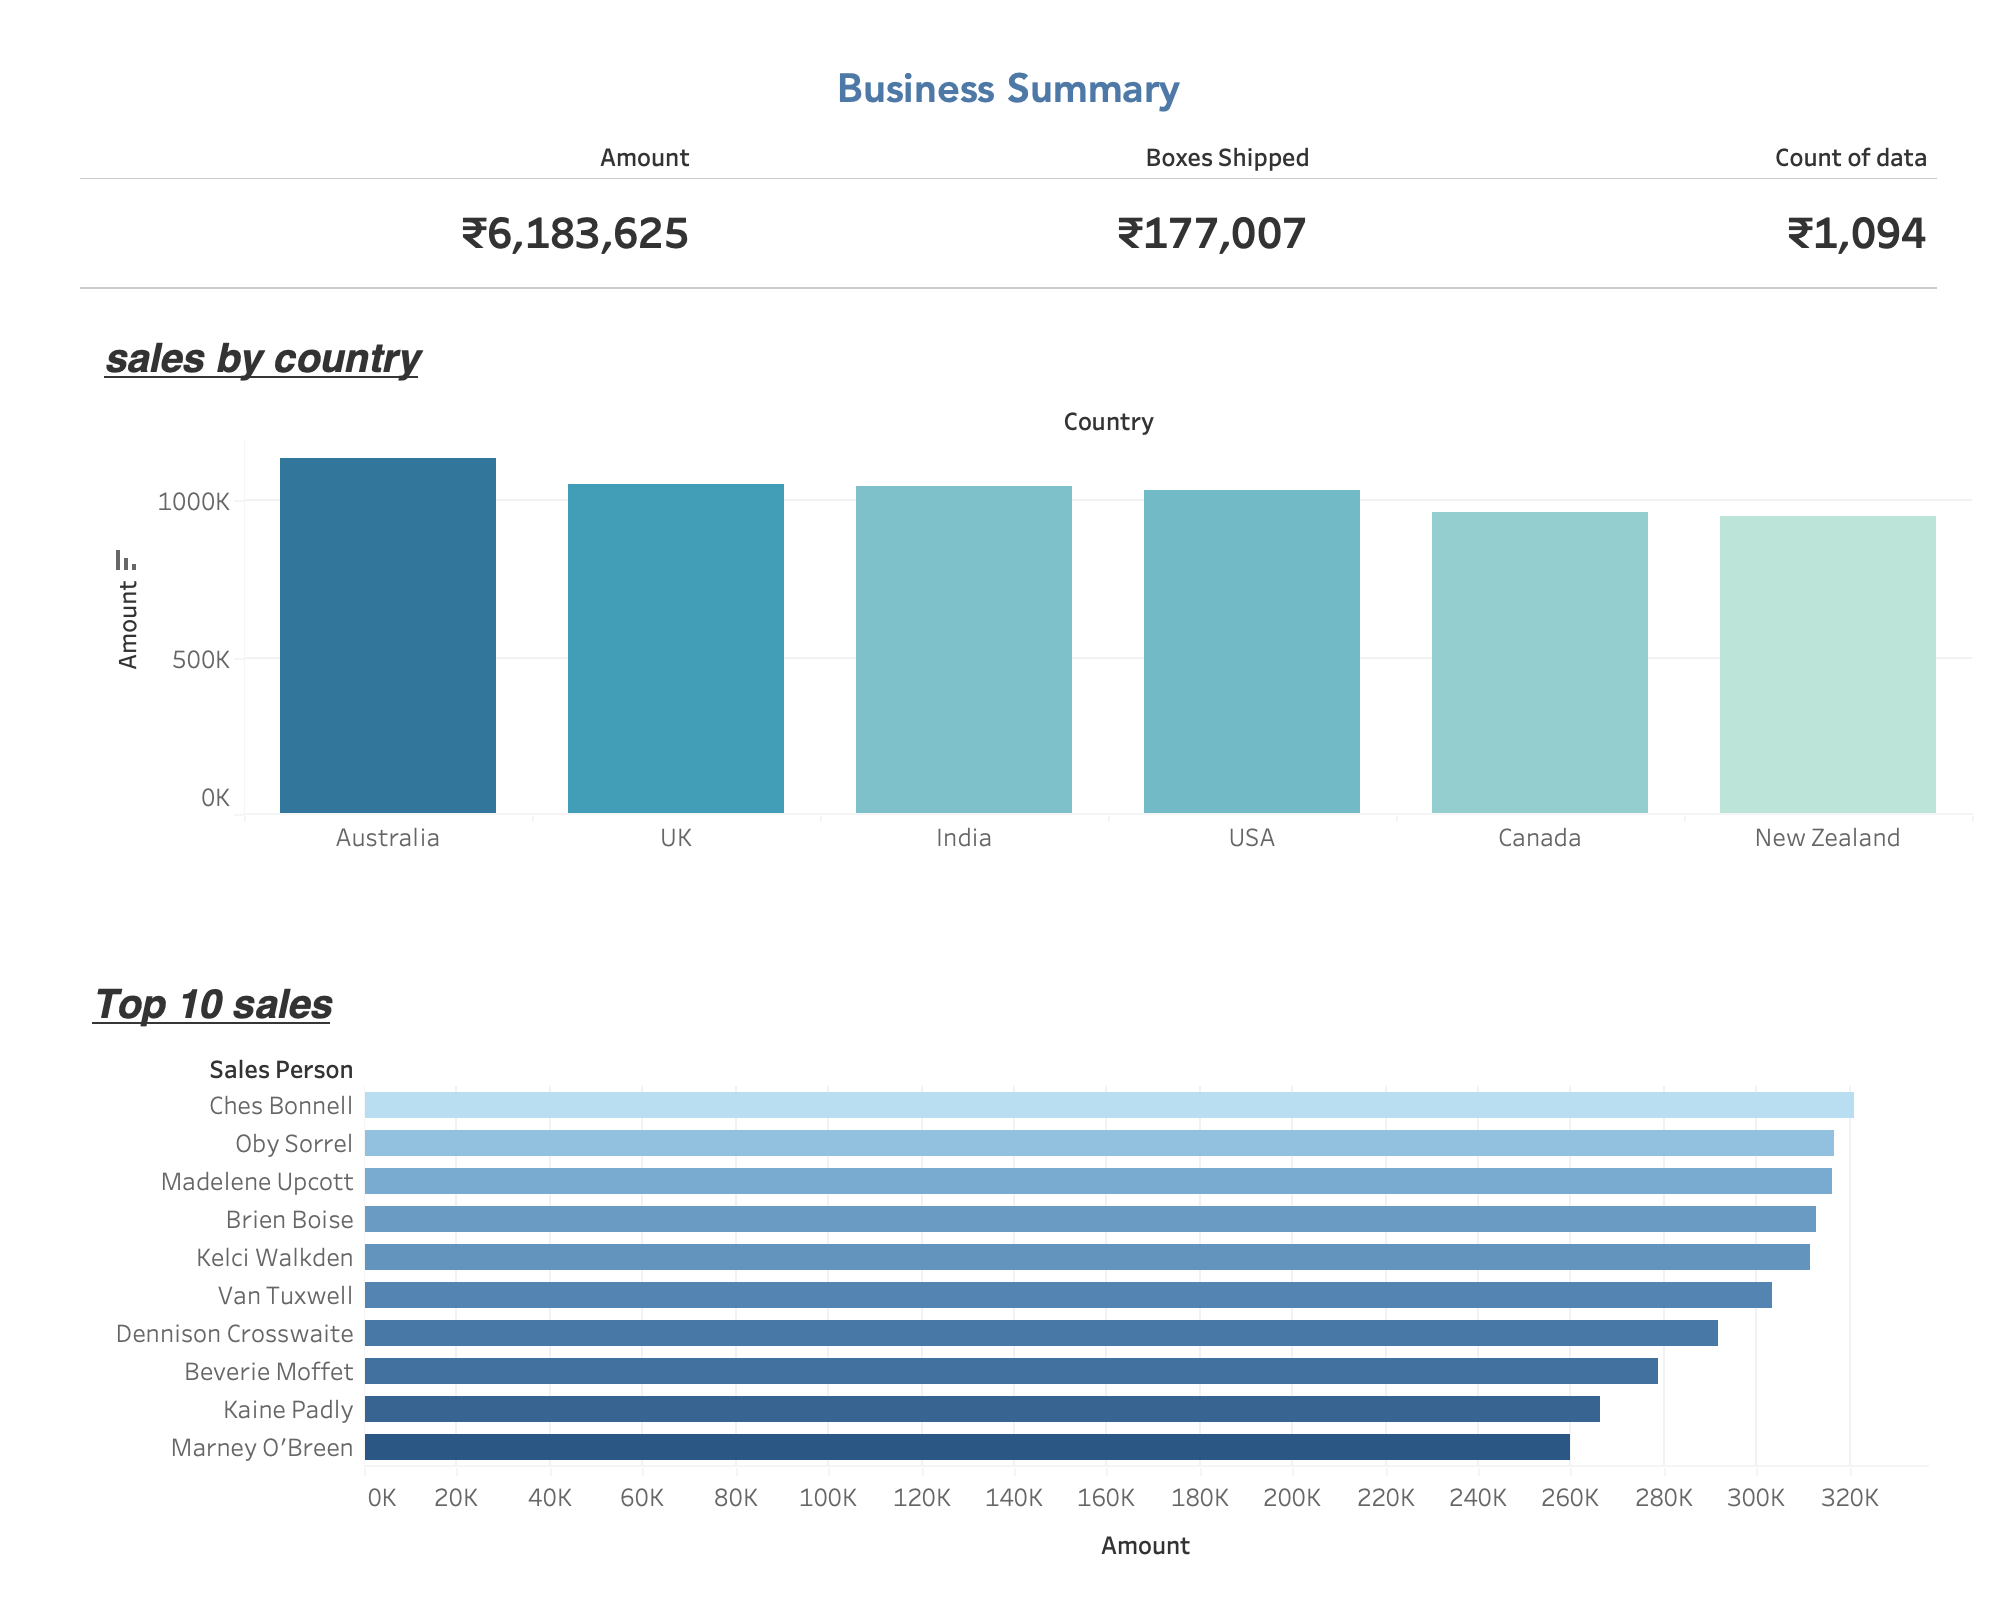 Business Summary
Amount Boxes Shipped Count of data
₹6,183,625 ₹177,007 ₹1,094
sales by country
Country
1000K
500K
0K
Amount
Australia UK India USA Canada New Zealand
Top 10 sales
Sales Person
Ches Bonnell
Oby Sorrel
Madelene Upcott
Brien Boise
Kelci Walkden
Van Tuxwell
Dennison Crosswaite
Beverie Moffet
Kaine Padly
Marney O’Breen
0K 20K 40K 60K 80K 100K 120K 140K 160K 180K 200K 220K 240K 260K 280K 300K 320K
Amount